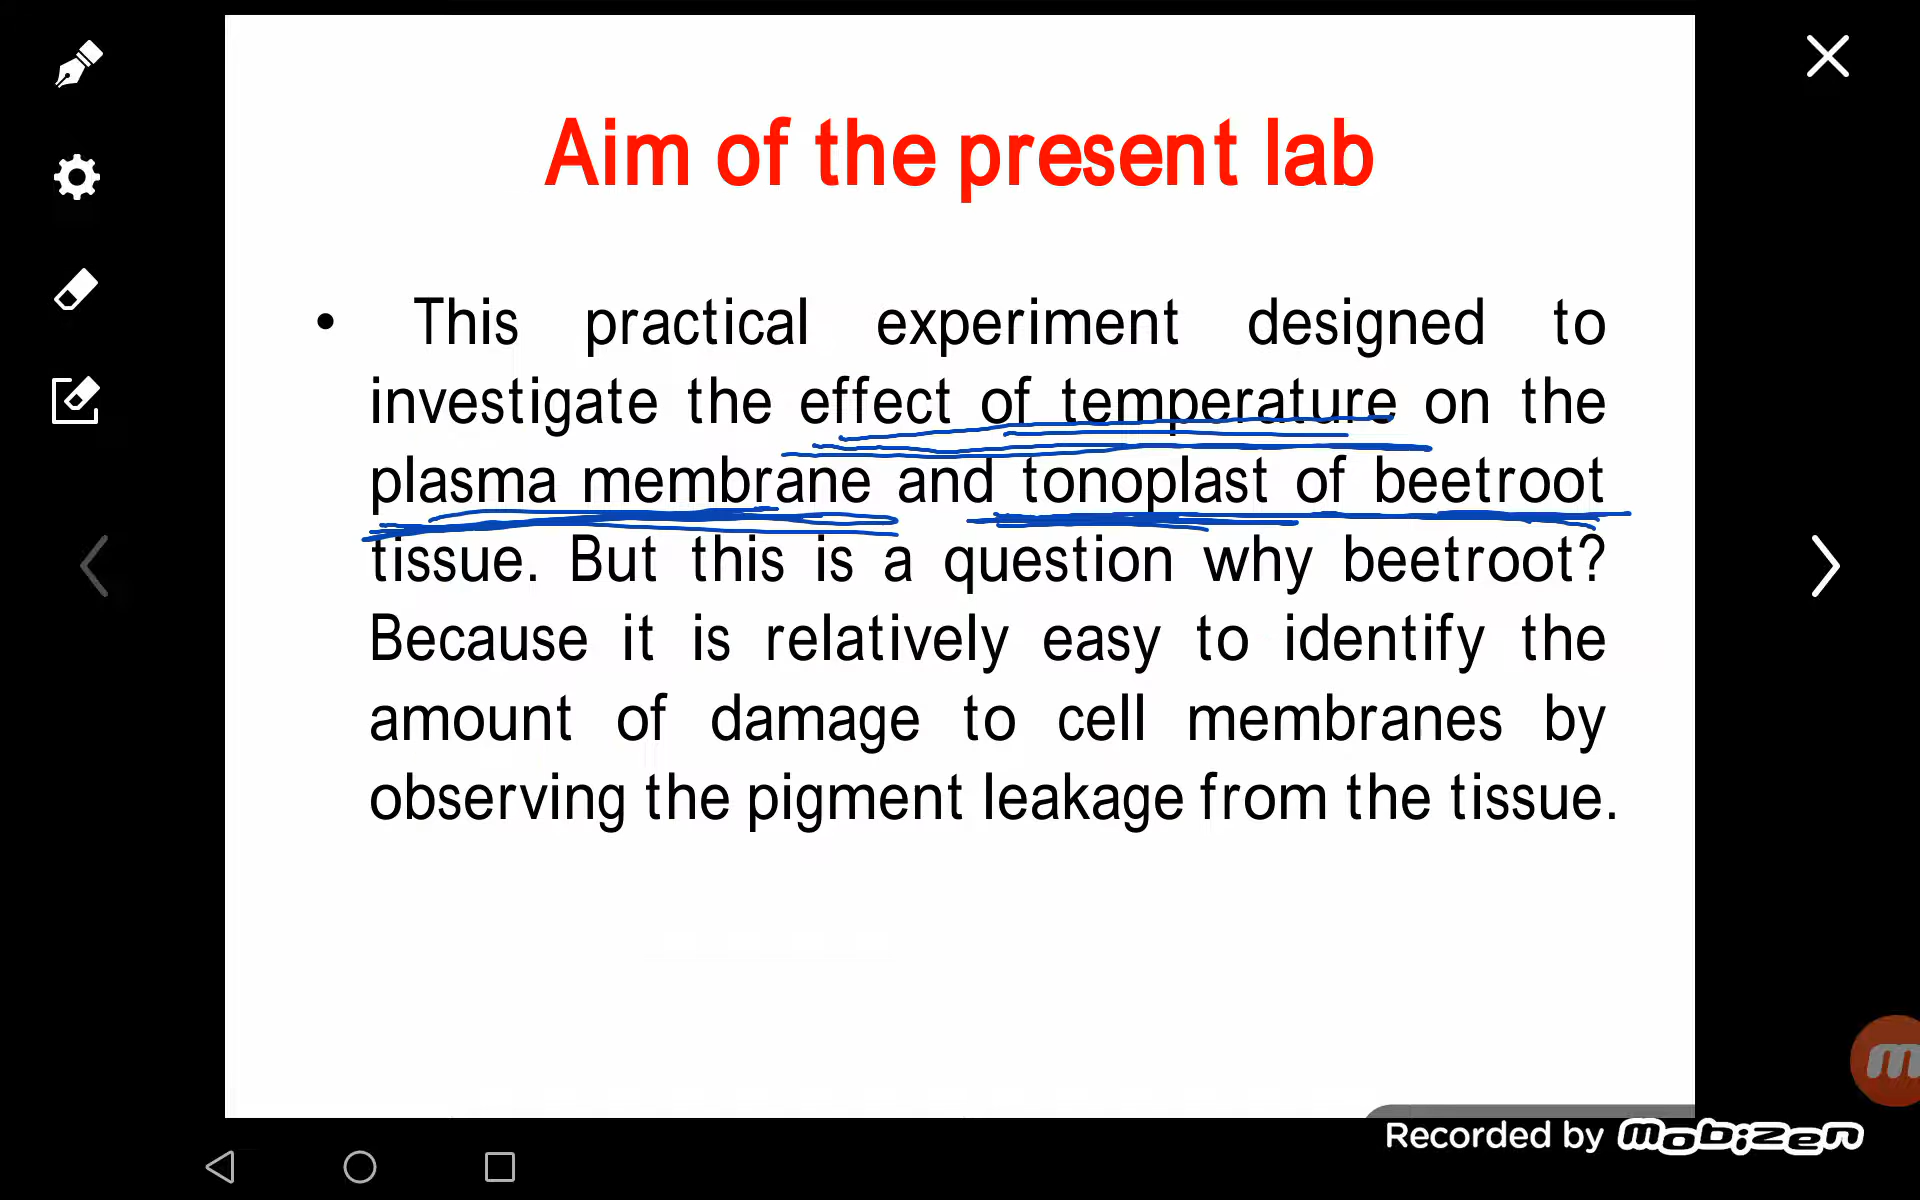 Aim of the present lab
• This practical experiment designed to
investigate the effect of temperature on the
plasma membrane and tonoplast of beetroot
tissue. But this is a question why beetroot?
Because it is relatively easy to identify the
amount of damage to cell membranes by
observing the pigment leakage from the tissue.
m
Recorded by mobizen